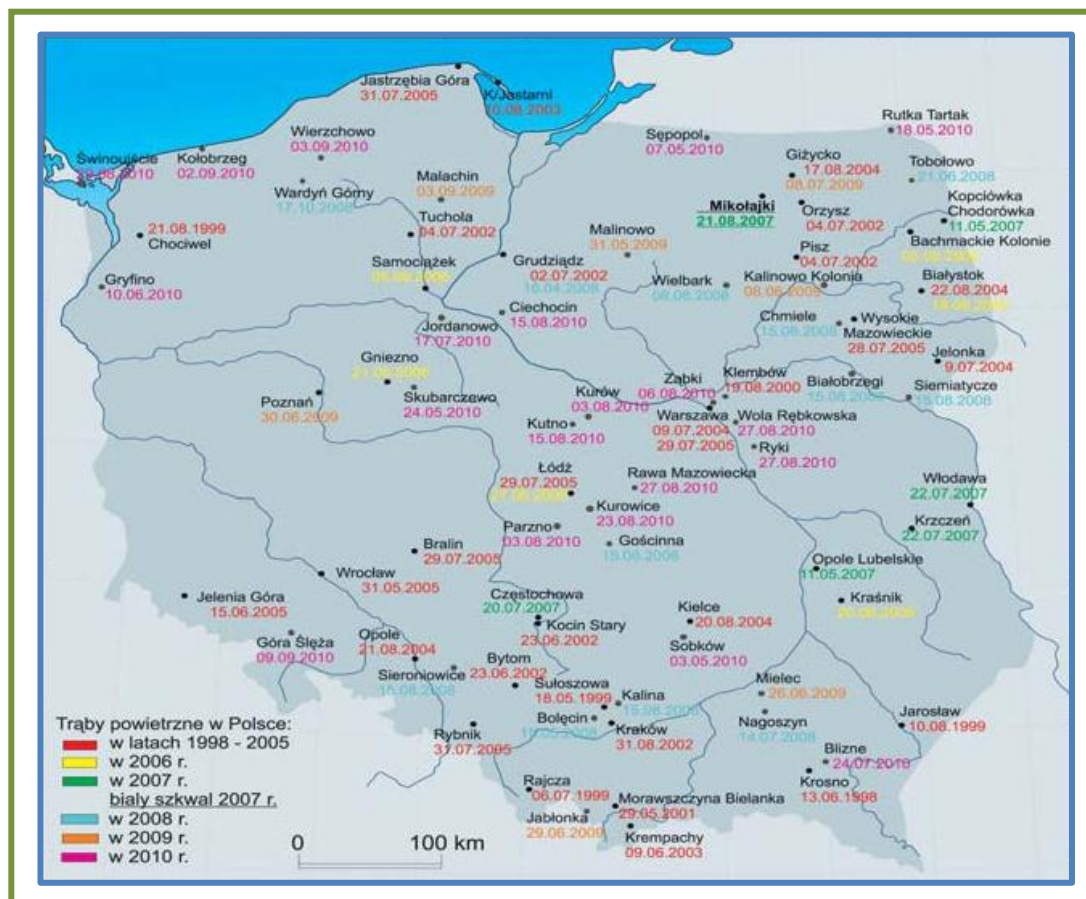 Jastrzębia Góra
31.07.2005
K/Jastarni
10.08.2003
Rutka Tartak
18.05.2010
Wierzchowo
03.09.2010
Sępopol
07.05.2010
Świnoujście
Kołobrzeg
02.09.2010
Giżycko
17.08.2004
08.07.2009
Tobołowo
21.06.2008
Wardyń Górny
17.10.2008
Malachin
03.09.2009
Mikołajki
21.08.2007
Orzysz
04.07.2002
Kopciówka
Chodorówka
11.05.2007
21.08.1999
Chociwel
Tuchola
04.07.2002
Malinowo
31.05.2009
Bachmackie Kolonie
Pisz
04.07.2002
Samociążek
Grudziądz
02.07.2002
Gryfino
10.06.2010
Wielbark
Kalinowo Kolonia
08.06.2009
Białystok
22.08.2004
Ciechocin
15.08.2010
Jordanowo
17.07.2010
Chmiele
15.08.2008
Wysokie
Mazowieckie
28.07.2005
Gniezno
Jelonka
9.07.2004
Skubarczewo
24.05.2010
Poznań
30.06.2009
Kurów
03.08.2010
Ząbki
06.08.2010
Klembów
19.08.2000
Białobrzegi
15.08.2008
Siemiatycze
15.08.2008
Kutno
15.08.2010
Warszawa
09.07.2004
29.07.2005
Wola Rębkowska
27.08.2010
Ryki
27.08.2010
Łódź
29.07.2005
Rawa Mazowiecka
27.08.2010
Włodawa
22.07.2007
Kurowice
23.08.2010
Parzno
03.08.2010
Gościnna
15.08.2008
Krzczeń
22.07.2007
Bralin
29.07.2005
Wrocław
31.05.2005
Opole Lubelskie
11.05.2007
Jelenia Góra
15.06.2005
Częstochowa
20.07.2007
Kraśnik
Kocin Stary
23.06.2002
Kielce
20.08.2004
Góra Ślęża
09.09.2010
Opole
21.08.2004
Sobków
03.05.2010
Sieroniowice
15.08.2008
Bytom
23.06.2002
Sułoszowa
18.05.1999
Kalina
Mielec
26.06.2009
Bolęcin
Kraków
31.08.2002
Nagoszyn
14.07.2008
Jarosław
10.08.1999
Rybnik
31.07.2005
Blizne
24.07.2010
Krosno
13.06.1998
Rajcza
06.07.1999
Morawszczyna Bielanka
29.05.2001
Jabłonka
29.06.2009
Krempachy
09.06.2003
Trąby powietrzne w Polsce:
w latach 1998 - 2005
w 2006 r.
w 2007 r.
bialy szkwal 2007 r.
w 2008 r.
w 2009 r.
w 2010 r.
0 100 km